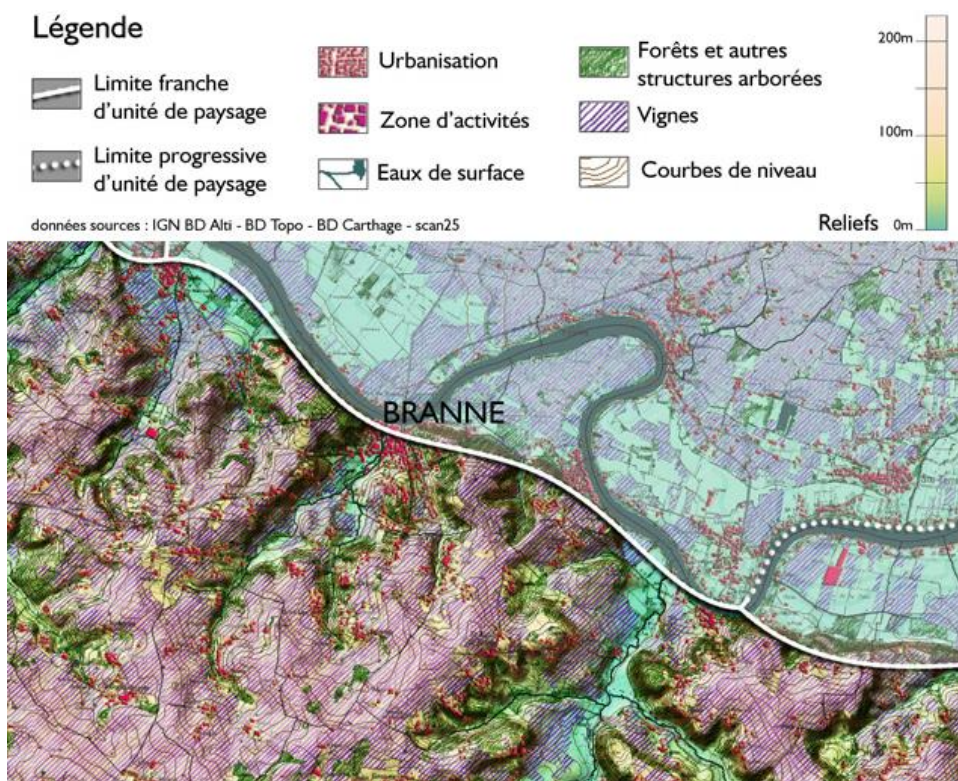 Légende
Limite franche
d'unité de paysage
Limite progressive
d'unité de paysage
Urbanisation
Zone d'activités
Eaux de surface
Forêts et autres
structures arborées
Vignes
Courbes de niveau
200m
100m
0m
Reliefs
données sources : IGN BD Alti - BD Topo - BD Carthage - scan25
BRANNE